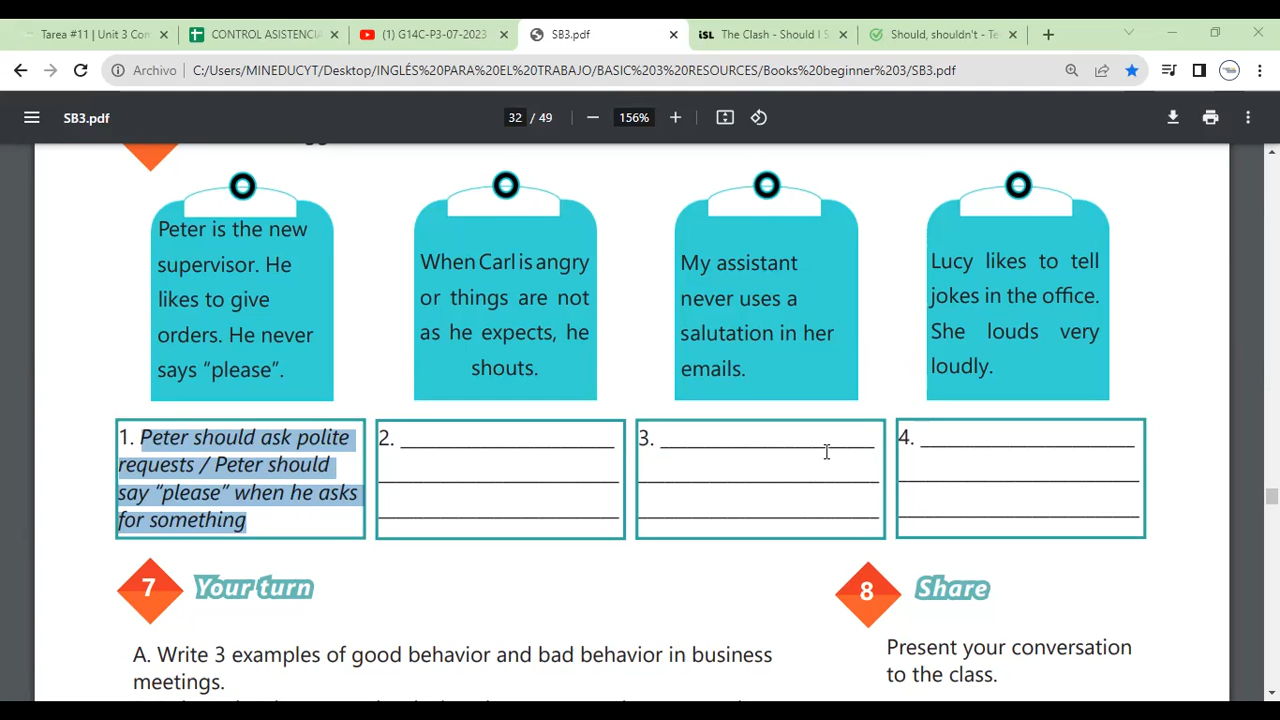 Tarea #11 | Unit 3 Con
CONTROL ASISTENCIA
(1) G14C-P3-07-2023
SB3.pdf
The Clash - Should I S
Should, shouldn't - Te
Archivo
C:/Users/MINEDUCYT/Desktop/INGLÉS%20PARA%20EL%20TRABAJO/BASIC%203%20RESOURCES/Books%20beginner%203/SB3.pdf
SB3.pdf
32 / 49
156%
Peter is the new
supervisor. He
likes to give
orders. He never
says “please”.
When Carl is angry
or things are not
as he expects, he
shouts.
My assistant
never uses a
salutation in her
emails.
Lucy likes to tell
jokes in the office.
She louds very
loudly.
1. Peter should ask polite
requests / Peter should
say “please” when he asks
for something
2.
3.
4.
7 Your turn
A. Write 3 examples of good behavior and bad behavior in business
meetings.
8 Share
Present your conversation
to the class.